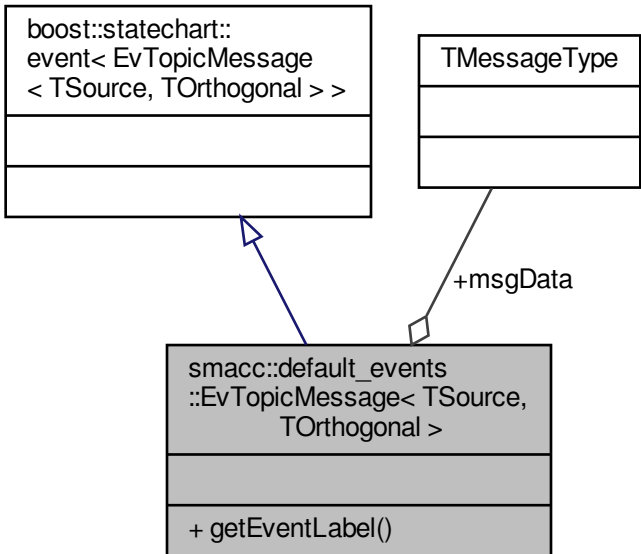 boost::statechart::
event< EvTopicMessage
< TSource, TOrthogonal > >
TMessageType
+msgData
smacc::default_events
::EvTopicMessage< TSource,
TOrthogonal >
+ getEventLabel()